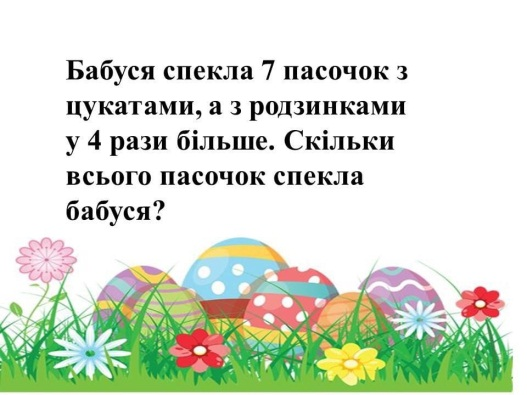 Бабуся спекла 7 пасочок з
цукатами, а з родзинками
у 4 рази більше. Скільки
всього пасочок спекла
бабуся?